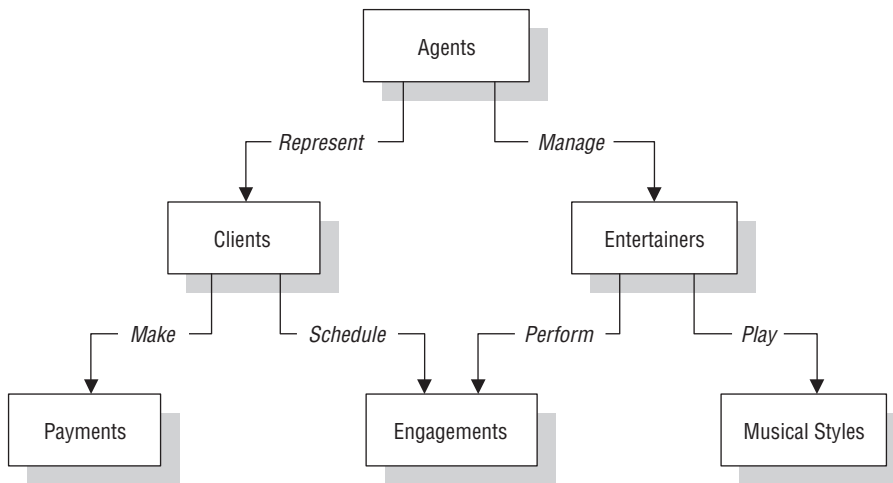 Agents
Represent
Manage
Clients
Entertainers
Make
Schedule
Perform
Play
Payments
Engagements
Musical Styles